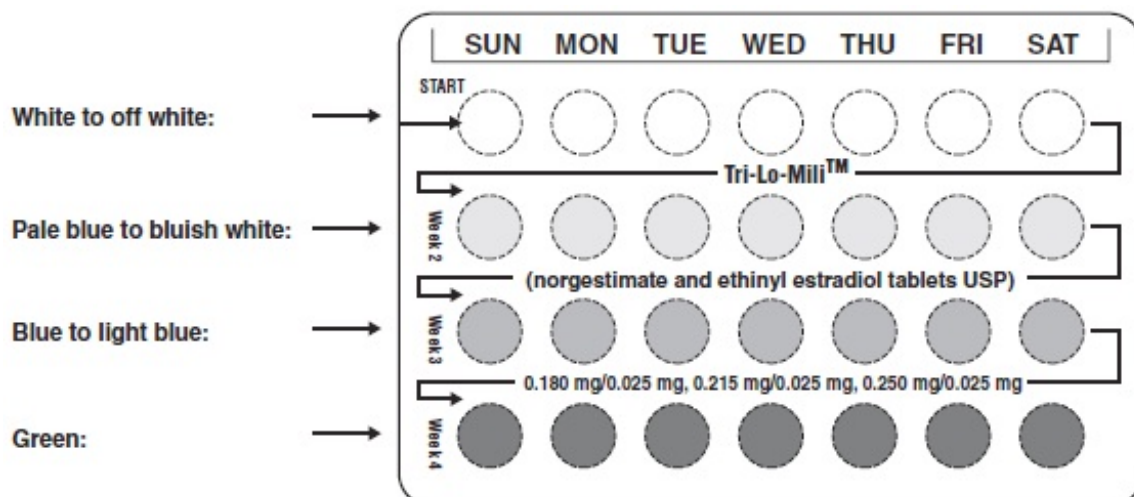 SUN MON TUE WED THU FRI SAT
START
White to off white:
Tri-Lo-Mili™
Pale blue to bluish white:
Week 2
(norgestimate and ethinyl estradiol tablets USP)
Blue to light blue:
Week 3
0.180 mg/0.025 mg, 0.215 mg/0.025 mg, 0.250 mg/0.025 mg
Green:
Week 4